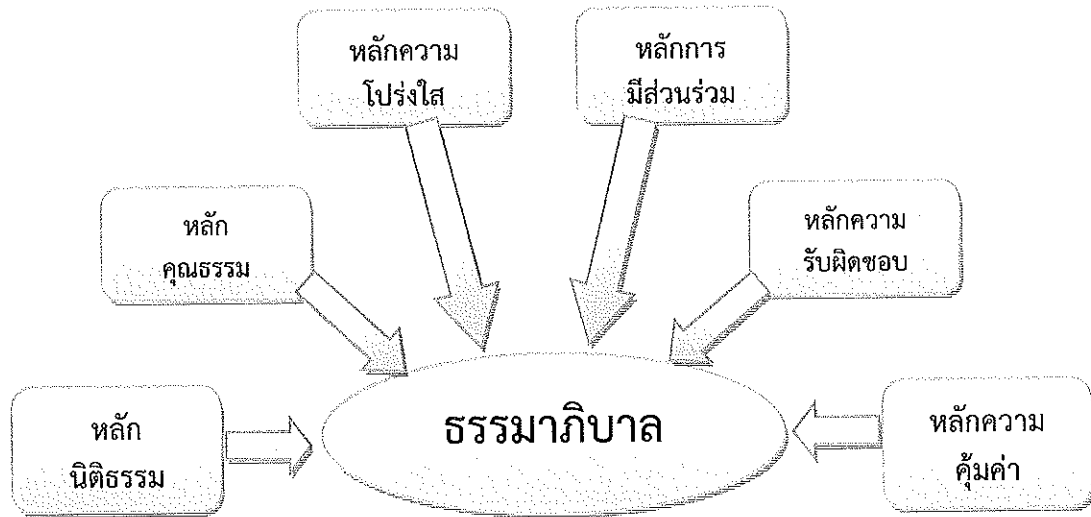 หลักความ
โปร่งใส
หลักการ
มีส่วนร่วม
หลัก
คุณธรรม
หลักความ
รับผิดชอบ
หลัก
นิติธรรม
ธรรมาภิบาล
หลักความ
คุ้มค่า